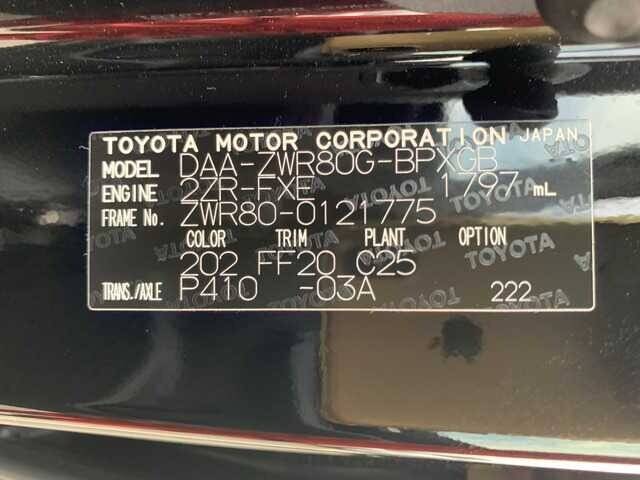 TOYOTA MOTOR CORPORATION JAPAN
MODEL DAA-ZWR80G-BPXGB
ENGINE 2ZR-FXE 1797 mL
FRAME No. ZWR80-0121775
COLOR TRIM PLANT OPTION
202 FF20 C25
TRANS./AXLE P410 -03A 222